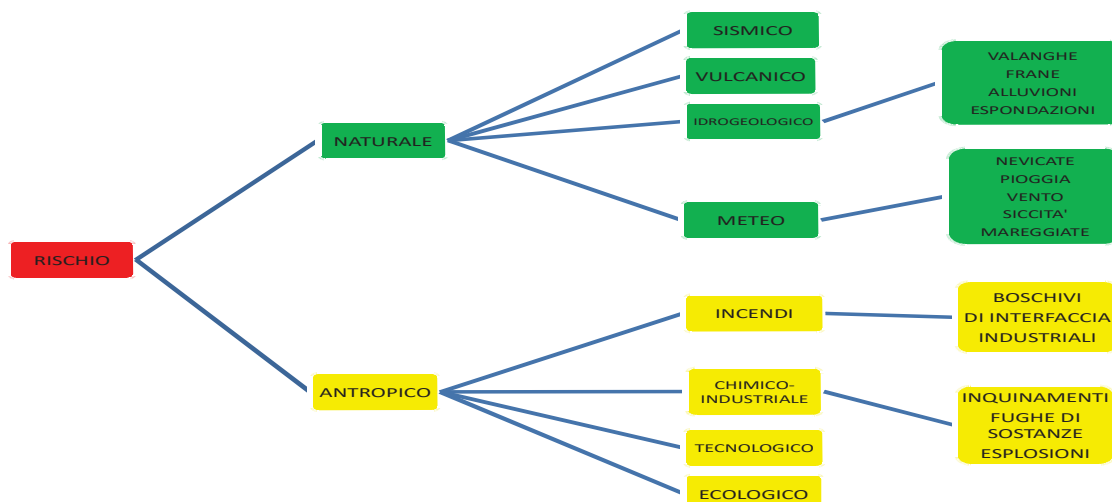 SISMICO
VULCANICO
IDROGEOLOGICO
VALANGHE
FRANE
ALLUVIONI
ESPONDAZIONI
NATURALE
METEO
NEVICATE
PIOGGIA
VENTO
SICCITA'
MAREGGIATE
RISCHIO
INCENDI
BOSCHIVI
DI INTERFACCIA
INDUSTRIALI
ANTROPICO
CHIMICO-
INDUSTRIALE
INQUINAMENTI
FUGHE DI
SOSTANZE
ESPLOSIONI
TECNOLOGICO
ECOLOGICO